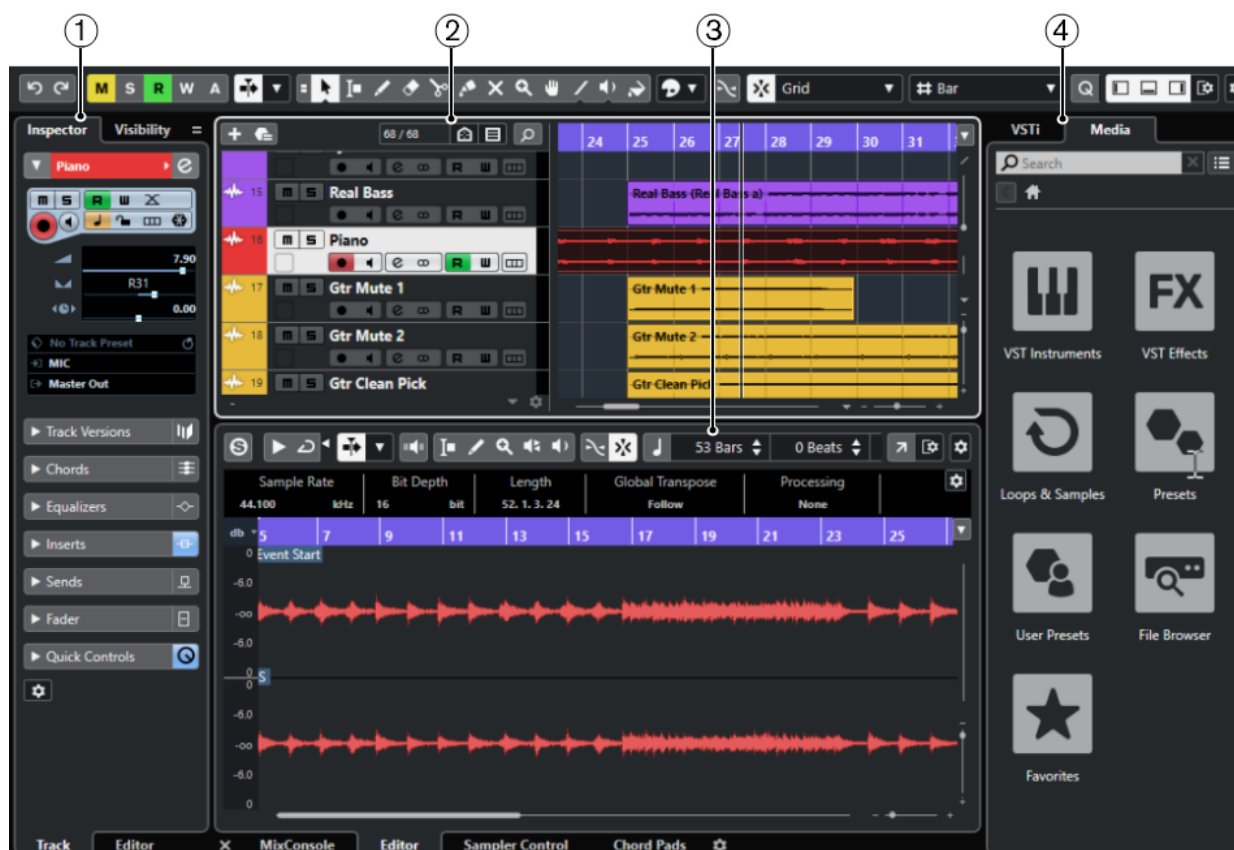 1 2 3 4
M S R W A Grid Bar Q
Inspector Visibility
Piano e
m S R W
7.90
R31
0.00
No Track Preset
MIC
Master Out
Track Versions
Chords
Equalizers
Inserts
Sends
Fader
Quick Controls
68 / 68
24 25 26 27 28 29 30 31
e R W
15 m S Real Bass
e R W
Real Bass (Real Bass a)
16 m S Piano
e R W
17 m S Gtr Mute 1
e R W
Gtr Mute 1
18 m S Gtr Mute 2
e R W
Gtr Mute 2
19 m S Gtr Clean Pick
Gtr Clean Pick
- +
S 53 Bars 0 Beats
Sample Rate Bit Depth Length Global Transpose Processing
44.100 kHz 16 bit 52. 1. 3. 24 Follow None
db 5 7 9 11 13 15 17 19 21 23 25
0 Event Start
-6.0
-oo
-6.0
0
0
S
-6.0
-oo
-6.0
0
- +
VSTi Media
Search
VST Instruments FX VST Effects
Loops & Samples Presets
User Presets File Browser
Favorites
Track Editor MixConsole Editor Sampler Control Chord Pads